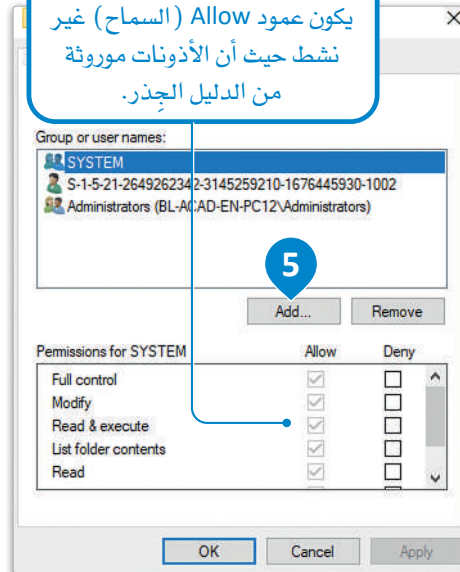 يكون عمود Allow (السماح) غير
نشط حيث أن الأذونات موروثة
من الدليل الجِذر.
Group or user names:
SYSTEM
S-1-5-21-2649262342-3145259210-1676445930-1002
Administrators (BL-ACAD-EN-PC12\Administrators)
5
Add... Remove
Permissions for SYSTEM Allow Deny
Full control
Modify
Read & execute
List folder contents
Read
OK Cancel Apply